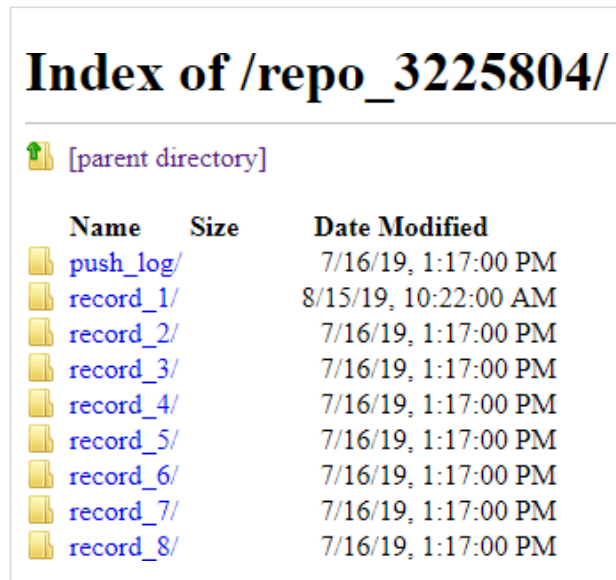 Index of /repo_3225804/
[parent directory]
Name Size Date Modified
push_log/ 7/16/19, 1:17:00 PM
record_1/ 8/15/19, 10:22:00 AM
record_2/ 7/16/19, 1:17:00 PM
record_3/ 7/16/19, 1:17:00 PM
record_4/ 7/16/19, 1:17:00 PM
record_5/ 7/16/19, 1:17:00 PM
record_6/ 7/16/19, 1:17:00 PM
record_7/ 7/16/19, 1:17:00 PM
record_8/ 7/16/19, 1:17:00 PM